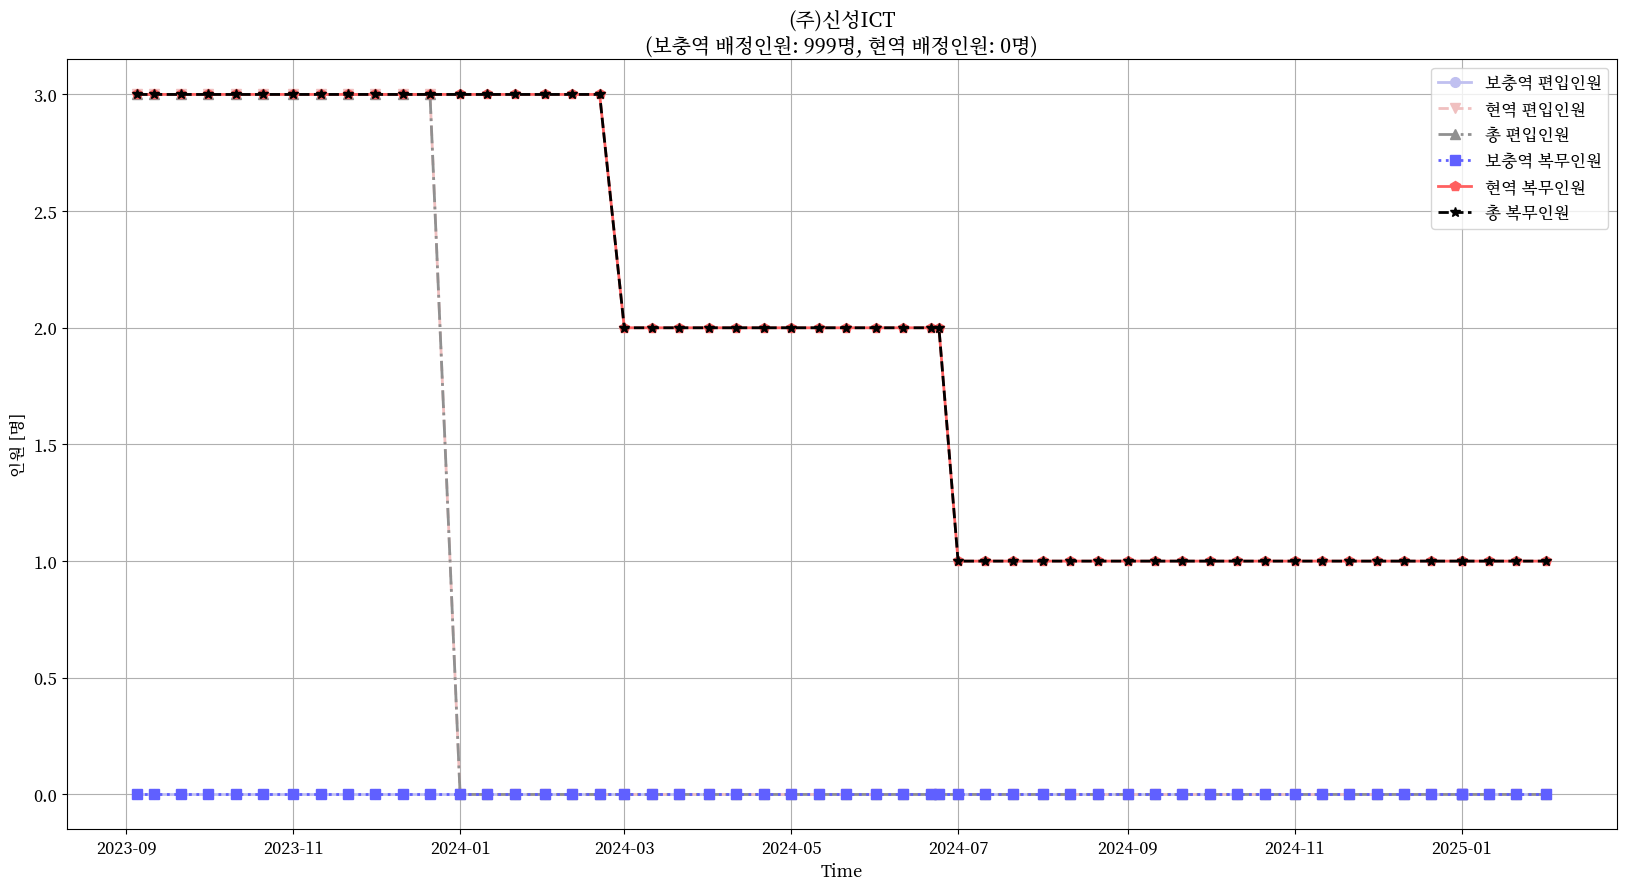 (주)신성ICT
(보충역 배정인원: 999명, 현역 배정인원: 0명)
보충역 편입인원
현역 편입인원
총 편입인원
보충역 복무인원
현역 복무인원
총 복무인원
인원 [명]
3.0
2.5
2.0
1.5
1.0
0.5
0.0
2023-09
2023-11
2024-01
2024-03
2024-05
2024-07
2024-09
2024-11
2025-01
Time